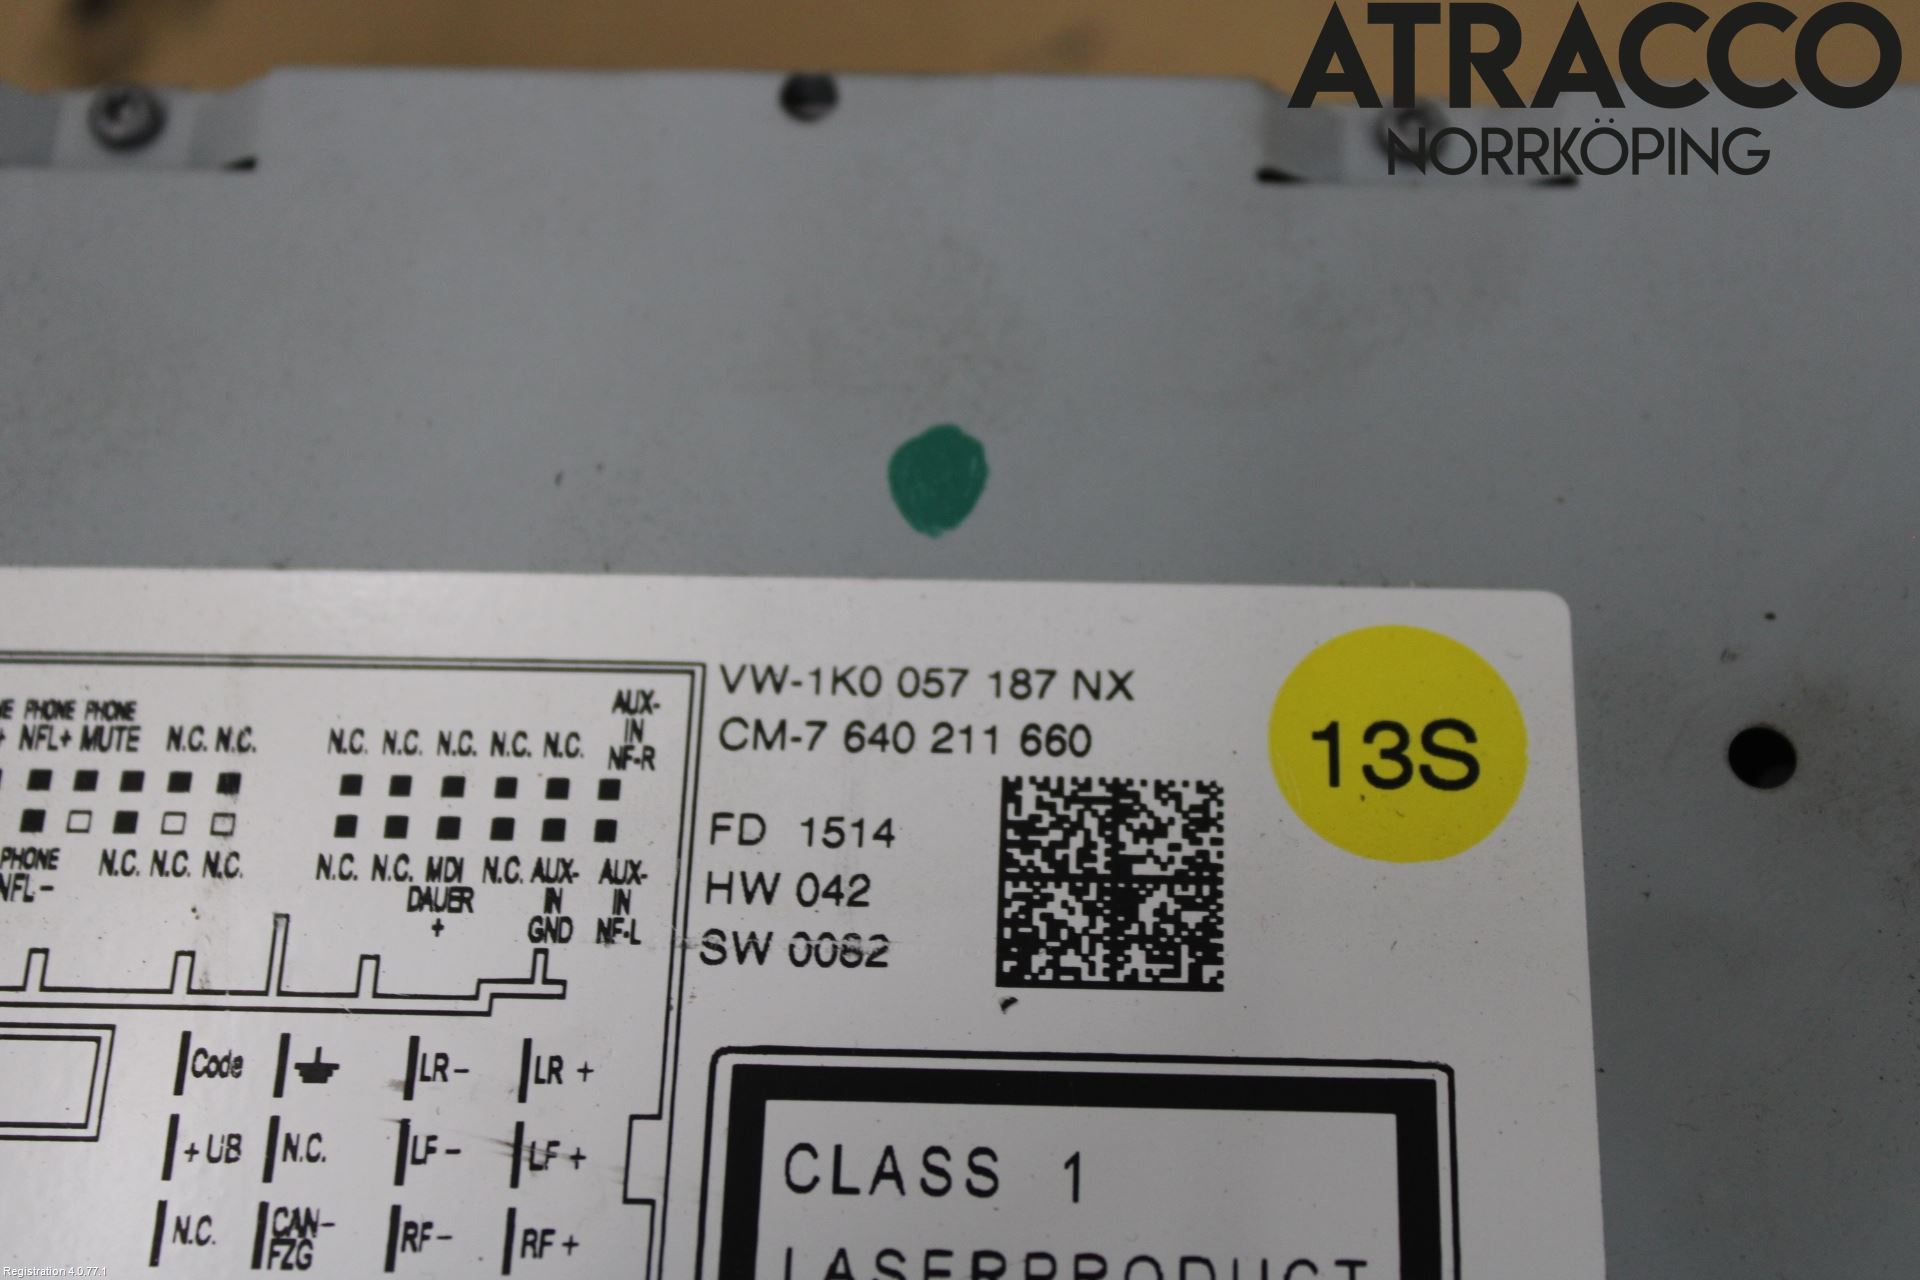 ATRACCO
NORRKÖPING
VW-1K0 057 187 NX
CM-7 640 211 660
13S
FD 1514
HW 042
SW 0082
PHONE PHONE
NFL+ MUTE N.C. N.C.
N.C. N.C. N.C. N.C. N.C. AUX-
IN
NF-R
PHONE
NFL- N.C. N.C. N.C.
N.C. N.C. MDI N.C. AUX- AUX-
DAUER IN IN
+ GND NF-L
Code LR- LR +
+UB N.C. LF- LF +
N.C. CAN- RF- RF +
FZG
CLASS 1
LASERPRODUCT
Registration 4.0.77.1